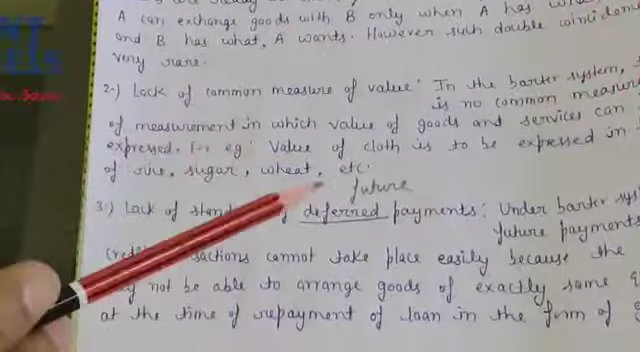 A can exchange goods with B only when A has
and B has what, A wants. However such double
very rare.
2.) Lack of common measure of value: In the barter system,
is no common
of measurement in which value of goods and services can
expressed. For eg: Value of cloth is to be expressed in
of rice, sugar, wheat, etc.
future
3.) Lack of deferred payments: Under barter
future payments
cannot take place easily because the
not be able to arrange goods of exactly same
at the time of repayment of loan in the form of